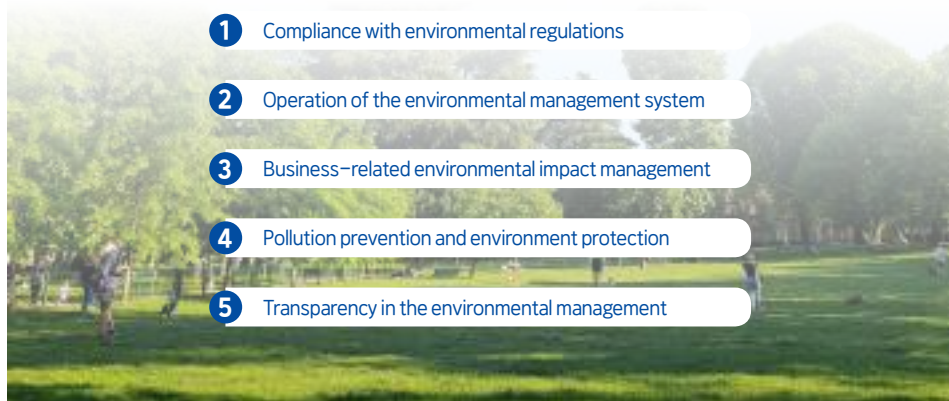 1 Compliance with environmental regulations
2 Operation of the environmental management system
3 Business-related environmental impact management
4 Pollution prevention and environment protection
5 Transparency in the environmental management